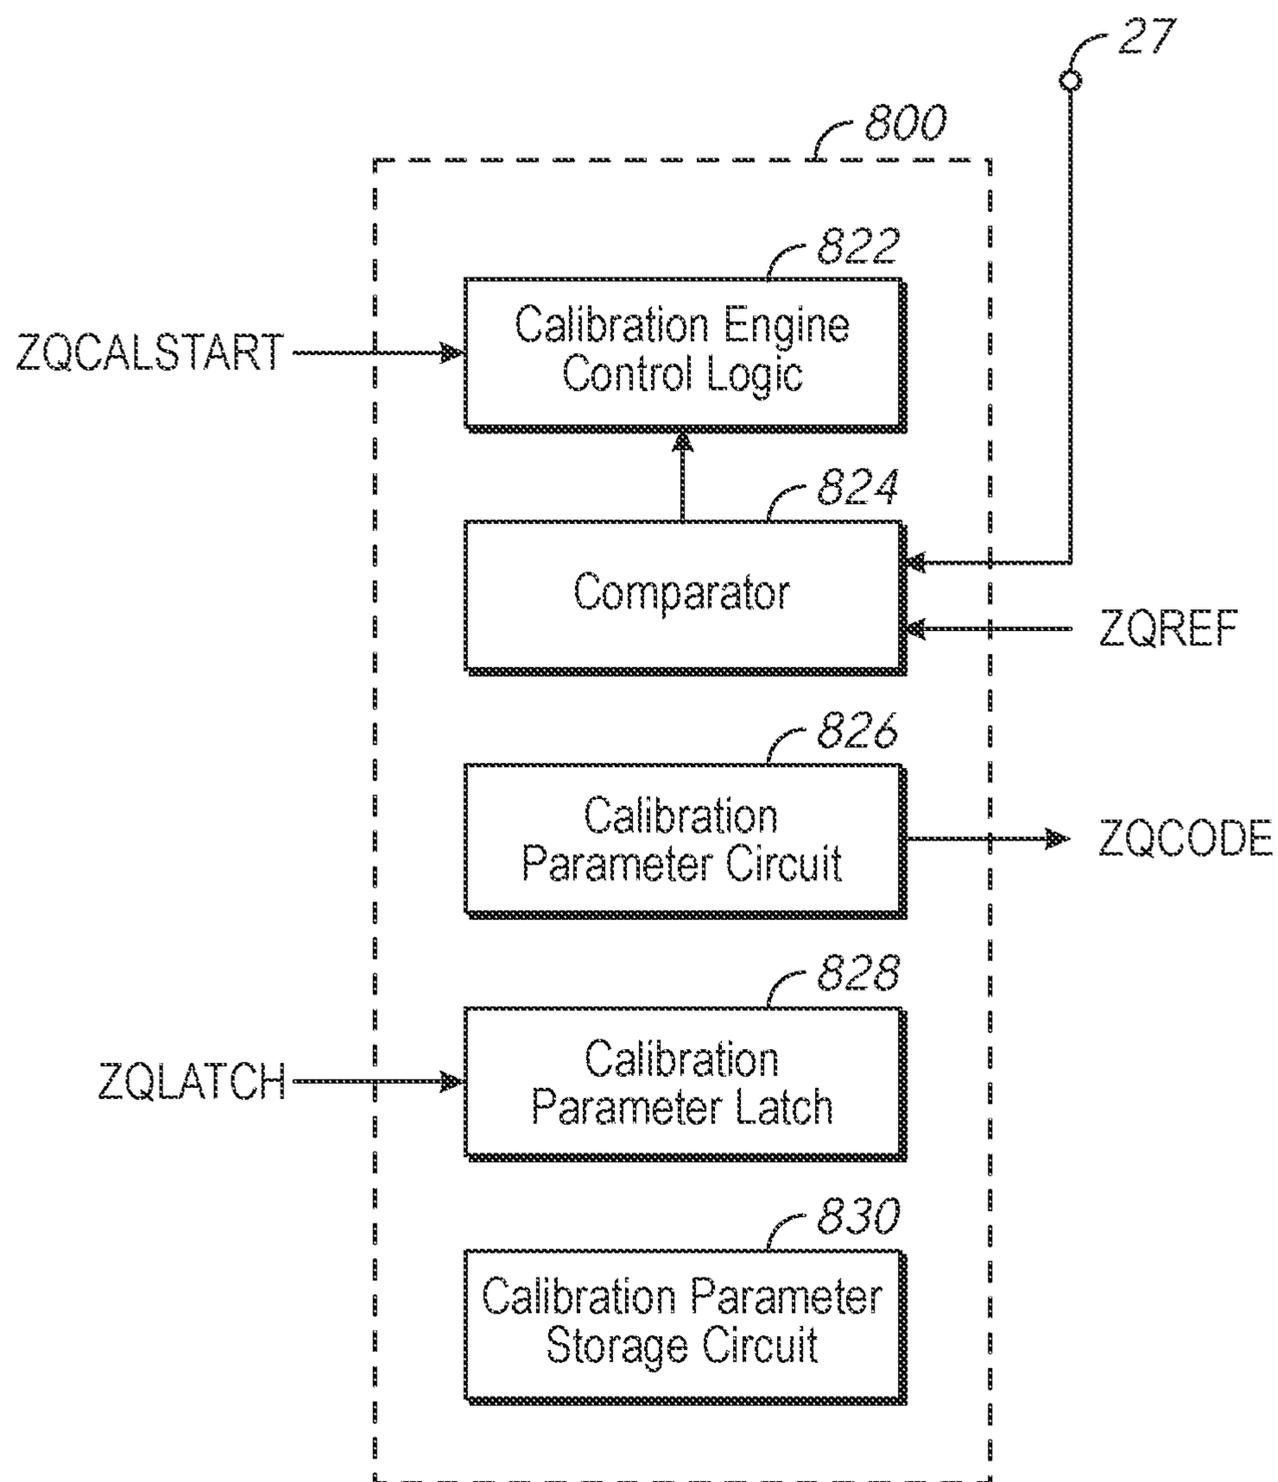 27
800
822
Calibration Engine
Control Logic
ZQCALSTART
824
Comparator
ZQREF
826
Calibration
Parameter Circuit
ZQCODE
828
Calibration
Parameter Latch
ZQLATCH
830
Calibration Parameter
Storage Circuit